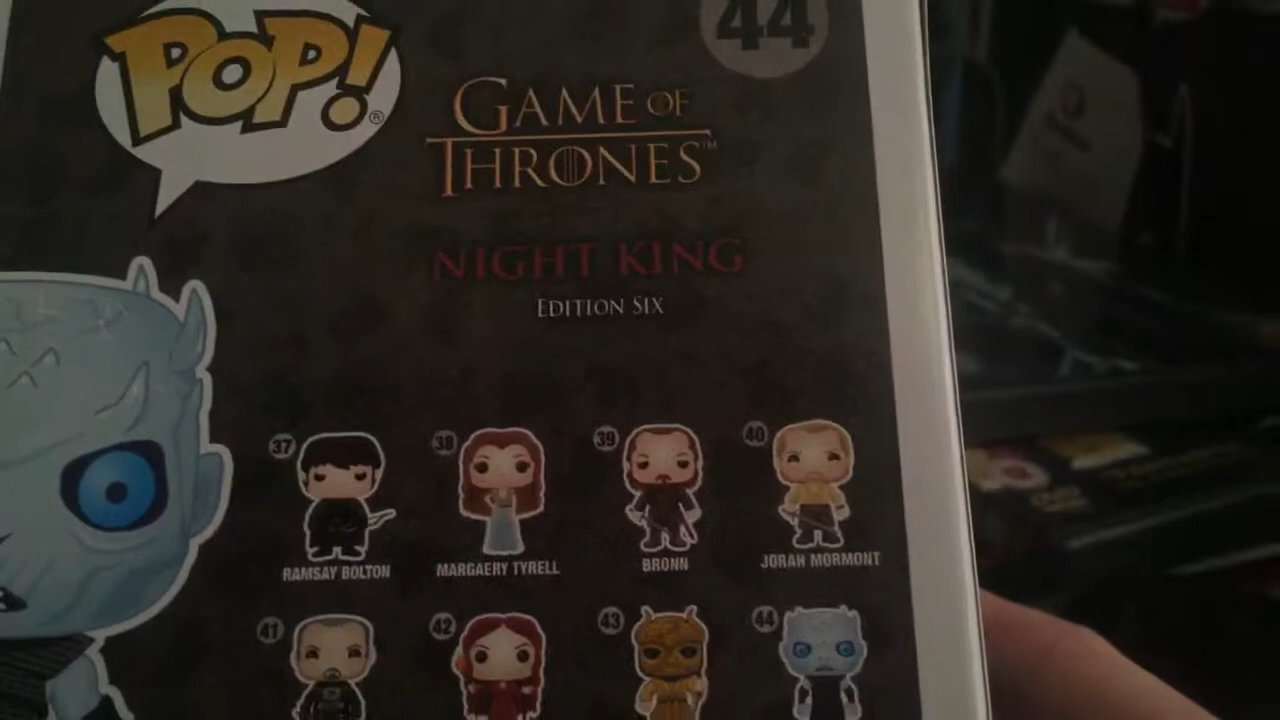 POP!®
44
GAME OF
THRONES™
NIGHT KING
EDITION SIX
37 38 39 40
RAMSAY BOLTON MARGAERY TYRELL BRONN JORAH MORMONT
41 42 43 44